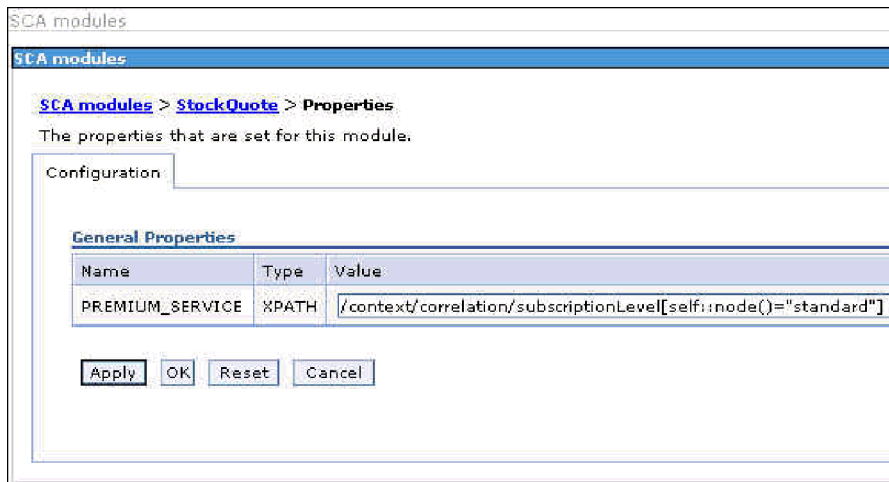 SCA modules
SCA modules
SCA modules > StockQuote > Properties
The properties that are set for this module.
Configuration
General Properties
Name Type Value
PREMIUM_SERVICE XPATH /context/correlation/subscriptionLevel[self::node()="standard"]
Apply OK Reset Cancel